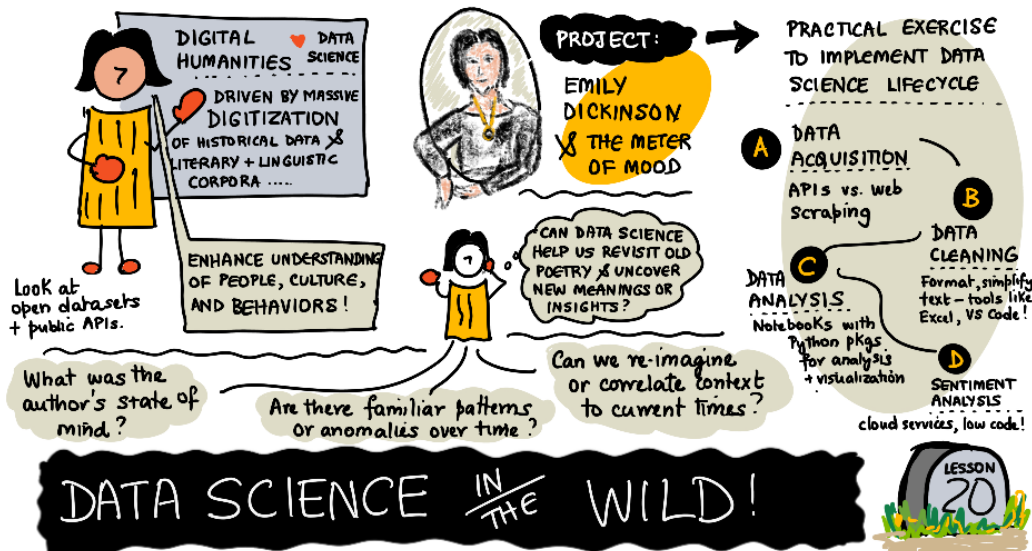 DIGITAL
HUMANITIES
DATA
SCIENCE
DRIVEN BY MASSIVE
DIGITIZATION
OF HISTORICAL DATA &
LITERARY + LINGUISTIC
CORPORA .....
ENHANCE UNDERSTANDING
OF PEOPLE, CULTURE,
AND BEHAVIORS!
Look at
open datasets
+ public APIs.
PROJECT:
EMILY
DICKINSON
& THE METER
OF MOOD
CAN DATA SCIENCE
HELP US REVISIT OLD
POETRY & UNCOVER
NEW MEANINGS OR
INSIGHTS?
What was the
author's state of
mind?
Are there familiar patterns
or anomalies over time?
Can we re-imagine
or correlate context
to current times?
PRACTICAL EXERCISE
TO IMPLEMENT DATA
SCIENCE LIFECYCLE
A
DATA
ACQUISITION
APIs vs. web
scraping
B
DATA
CLEANING
Format, simplify
text - tools like
Excel, VS Code!
C
DATA
ANALYSIS
Notebooks with
Python pkgs
for analysis
+ visualization
D
SENTIMENT
ANALYSIS
cloud services, low code!
DATA SCIENCE IN THE WILD!
LESSON
20